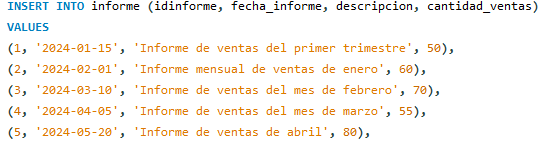 INSERT INTO informe (idinforme, fecha_informe, descripcion, cantidad_ventas)
VALUES
(1, '2024-01-15', 'Informe de ventas del primer trimestre', 50),
(2, '2024-02-01', 'Informe mensual de ventas de enero', 60),
(3, '2024-03-10', 'Informe de ventas del mes de febrero', 70),
(4, '2024-04-05', 'Informe de ventas del mes de marzo', 55),
(5, '2024-05-20', 'Informe de ventas de abril', 80),